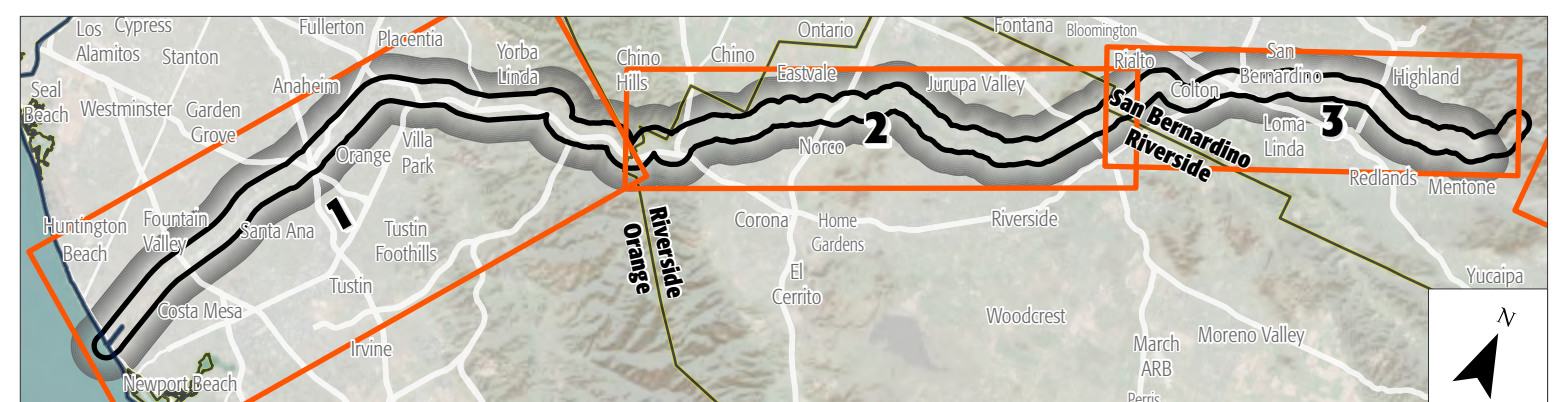 Los
Alamitos
Cypress
Stanton
Fullerton
Placentia
Yorba
Linda
Chino
Hills
Chino
Ontario
Eastvale
Fontana
Bloomington
Rialto
San
Bernardino
Highland
Colton
Jurupa Valley
Seal
Beach
Westminster
Garden
Grove
Anaheim
Villa
Park
Orange
Norco
2
3
Loma
Linda
San Bernardino
Riverside
Redlands
Mentone
Huntington
Beach
Fountain
Valley
Santa Ana
1
Tustin
Foothills
Riverside
Orange
Corona
Home
Gardens
Riverside
El
Cerrito
Tustin
Costa Mesa
Irvine
Newport Beach
Woodcrest
March
ARB
Moreno Valley
Perris
Yucaipa
N